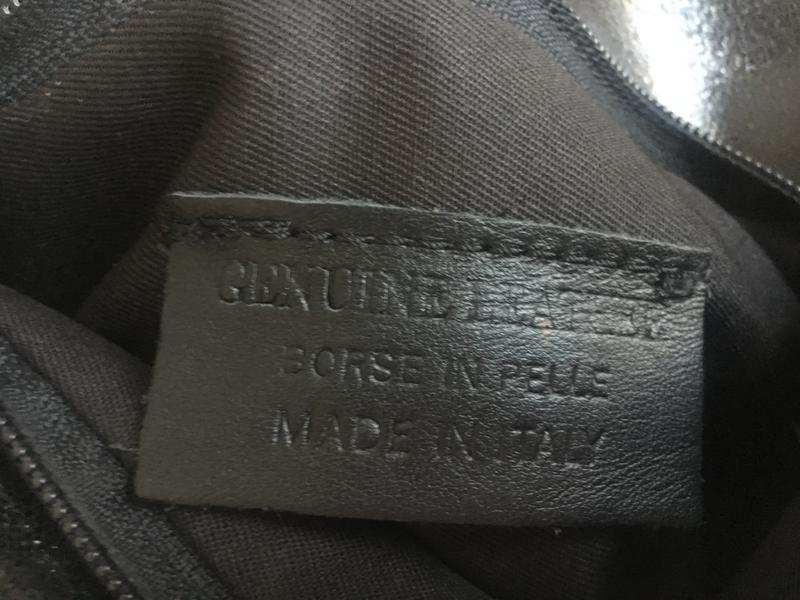 GENUINE LEATHER
BORSE IN PELLE
MADE IN ITALY